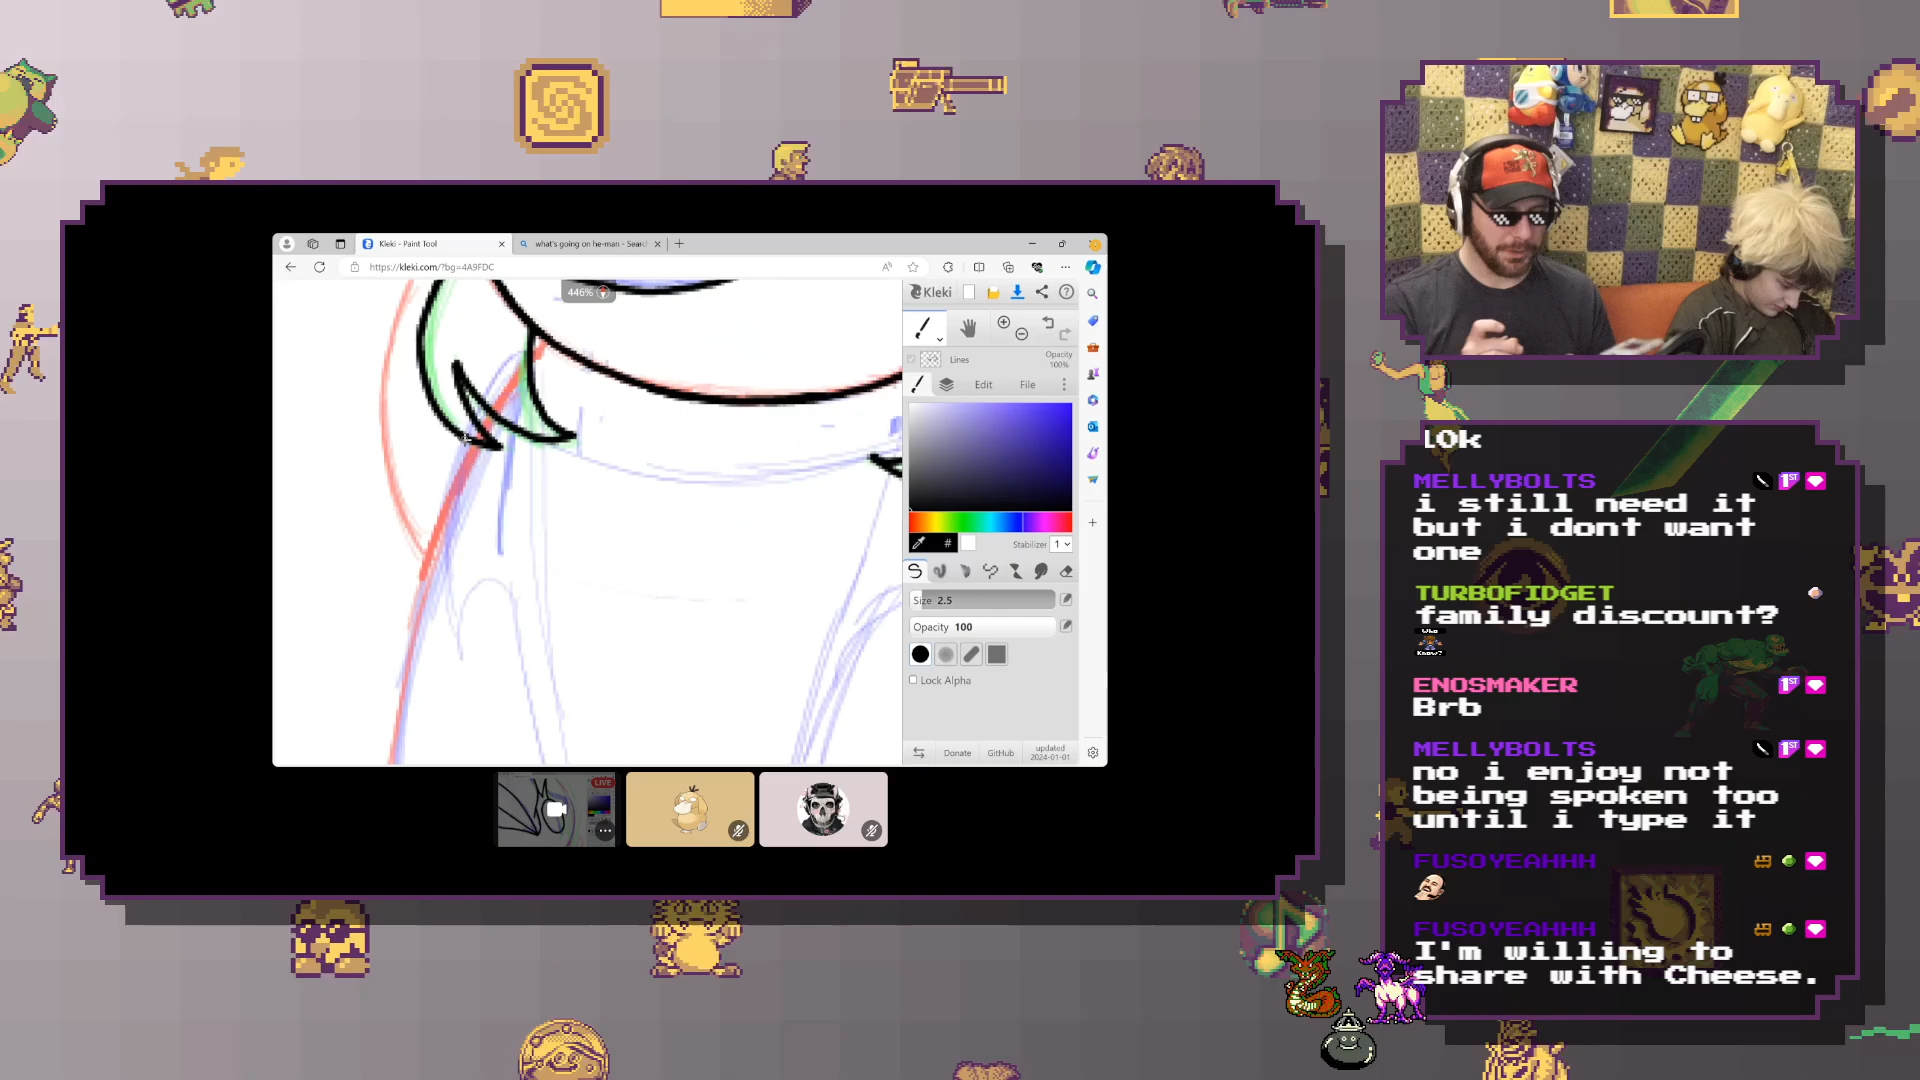 Kleki - Paint Tool
what's going on he-man - Sear
https://kleki.com/?bg=4A9FDC
446%
Kleki
Lines
Opacity
100%
Edit
File
#
Stabilizer 1
Size 2.5
Opacity 100
Lock Alpha
Donate
GitHub
updated
2024-01-01
LIVE
MELLYBOLTS
i still need it
but i dont want
one
TURBOFIDGET
family discount?
Who
Know?
ENOSMAKER
Brb
MELLYBOLTS
no i enjoy not
being spoken too
until i type it
FUSOYEAHHH
FUSOYEAHHH
I'm willing to
share with Cheese.